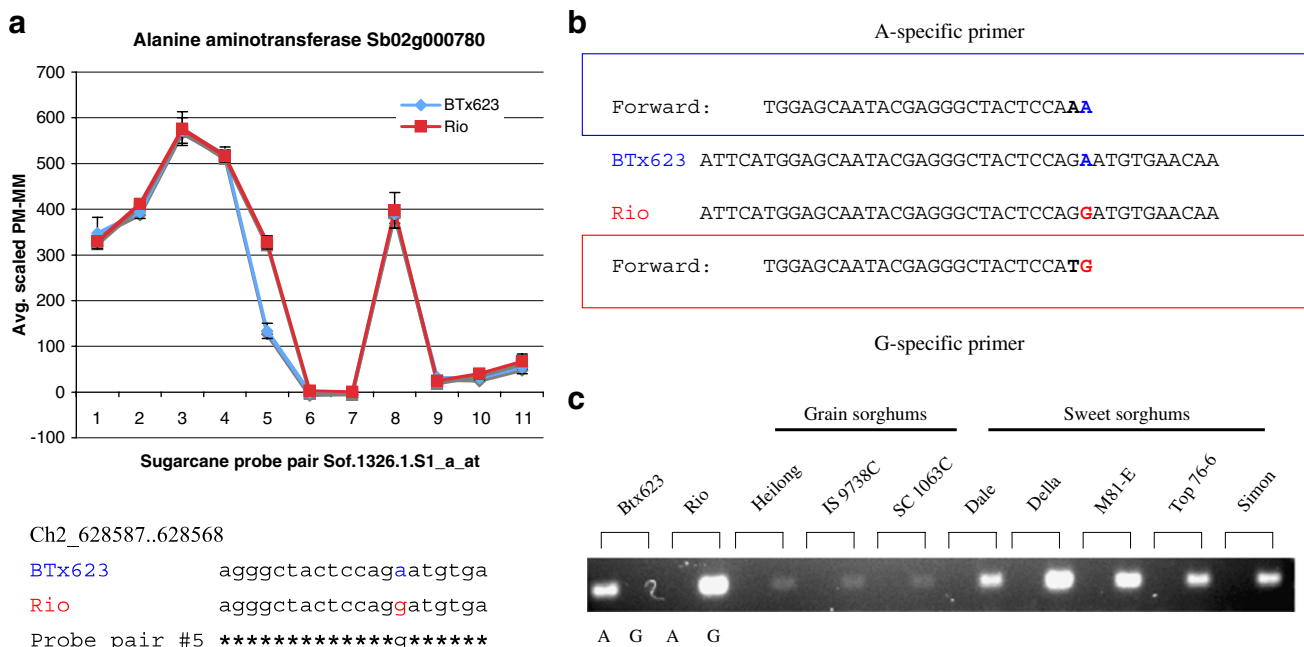 a
Alanine aminotransferase Sb02g000780
700
600
500
400
300
200
100
0
-100
Avg. scaled PM-MM
BTx623
Rio
1 2 3 4 5 6 7 8 9 10 11
Sugarcane probe pair Sof.1326.1.S1_a_at
Ch2_628587..628568
BTx623 agggctactccagaatgtga
Rio agggctactccaggatgtga
Probe pair #5 *************g******
b
A-specific primer
Forward: TGGAGCAATACGAGGGCTACTCCAAA
BTx623 ATTCATGGAGCAATACGAGGGCTACTCCAGAATGTGAACAA
Rio ATTCATGGAGCAATACGAGGGCTACTCCAGGATGTGAACAA
Forward: TGGAGCAATACGAGGGCTACTCCATG
G-specific primer
c
Grain sorghums Sweet sorghums
Btx623 Rio Heilong IS 9738C SC 1063C Dale Della M81-E Top 76-6 Simon
A G A G